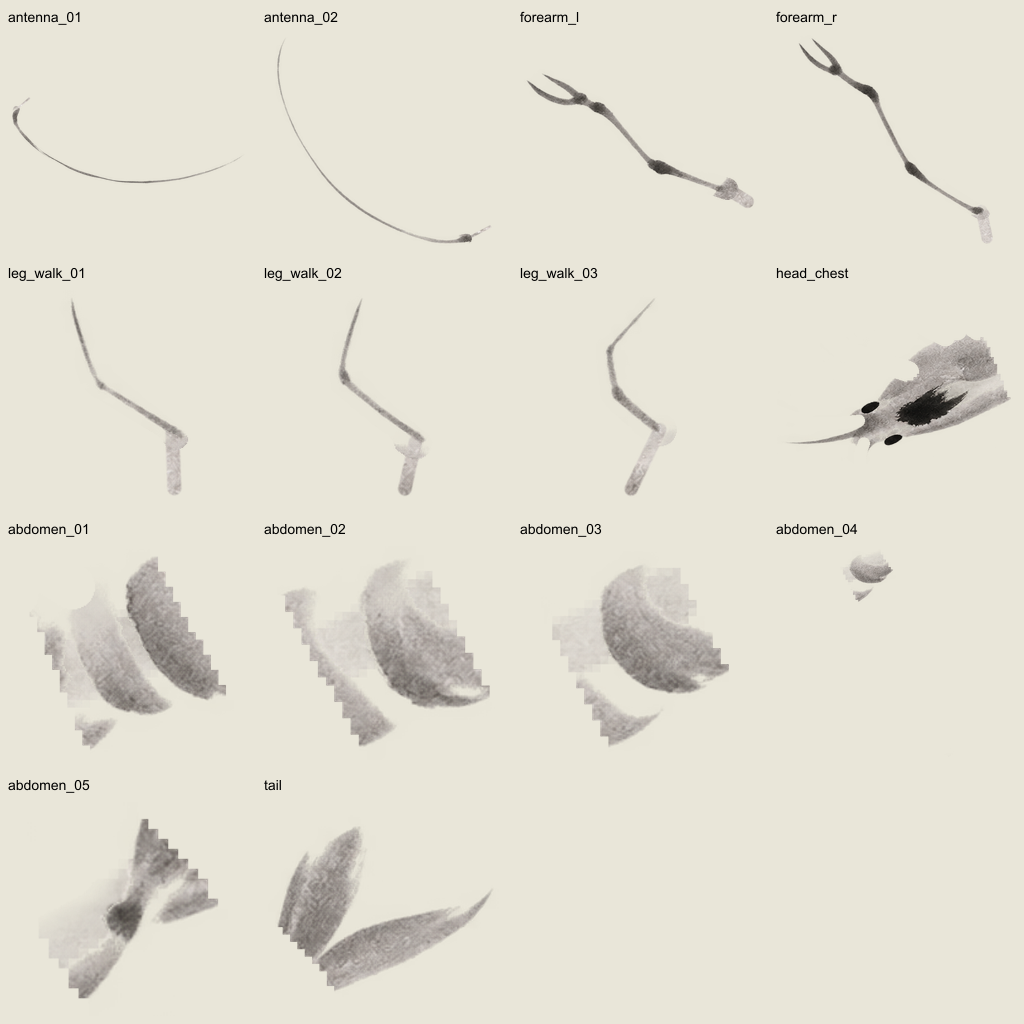 antenna_01
antenna_02
forearm_l
forearm_r
leg_walk_01
leg_walk_02
leg_walk_03
head_chest
abdomen_01
abdomen_02
abdomen_03
abdomen_04
abdomen_05
tail